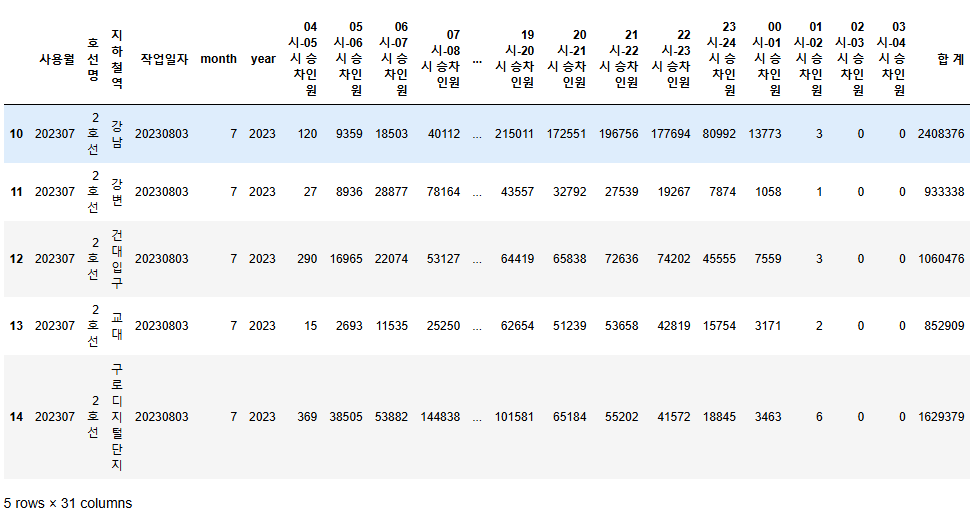 사용월 호선명 지하철역 작업일자 month year 04시-05시 승차인원 05시-06시 승차인원 06시-07시 승차인원 07시-08시 승차인원 ... 19시-20시 승차인원 20시-21시 승차인원 21시-22시 승차인원 22시-23시 승차인원 23시-24시 승차인원 00시-01시 승차인원 01시-02시 승차인원 02시-03시 승차인원 03시-04시 승차인원 합 계
10 202307 2호선 강남 20230803 7 2023 120 9359 18503 40112 ... 215011 172551 196756 177694 80992 13773 3 0 0 2408376
11 202307 2호선 강변 20230803 7 2023 27 8936 28877 78164 ... 43557 32792 27539 19267 7874 1058 1 0 0 933338
12 202307 2호선 건대입구 20230803 7 2023 290 16965 22074 53127 ... 64419 65838 72636 74202 45555 7559 3 0 0 1060476
13 202307 2호선 교대 20230803 7 2023 15 2693 11535 25250 ... 62654 51239 53658 42819 15754 3171 2 0 0 852909
14 202307 2호선 구로디지털단지 20230803 7 2023 369 38505 53882 144838 ... 101581 65184 55202 41572 18845 3463 6 0 0 1629379
5 rows × 31 columns